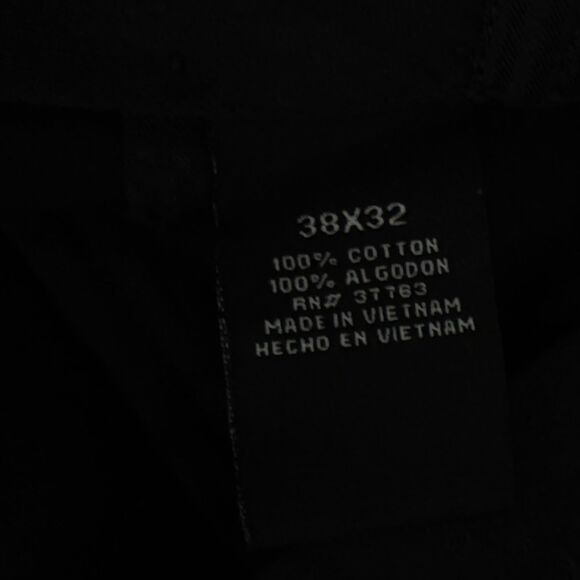 38X32
100% COTTON
100% ALGODON
RN# 37763
MADE IN VIETNAM
HECHO EN VIETNAM